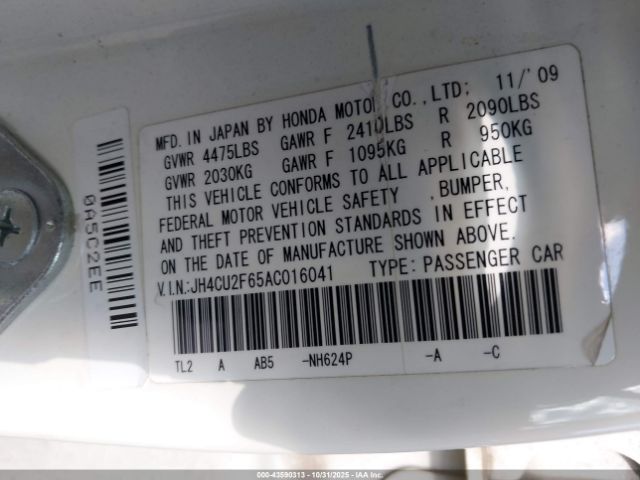 MFD. IN JAPAN BY HONDA MOTOR CO.,LTD; 11/'09
GVWR 4475LBS GAWR F 2410LBS R 2090LBS
GVWR 2030KG GAWR F 1095KG R 950KG
THIS VEHICLE CONFORMS TO ALL APPLICABLE
FEDERAL MOTOR VEHICLE SAFETY ,BUMPER,
AND THEFT PREVENTION STANDARDS IN EFFECT
ON THE DATE OF MANUFACTURE SHOWN ABOVE.
V.I.N.:JH4CU2F65AC016041 TYPE:PASSENGER CAR
TL2 A AB5 -NH624P -A -C
0A5C2EE
000-43590313 - 10/31/2025 - IAA Inc.